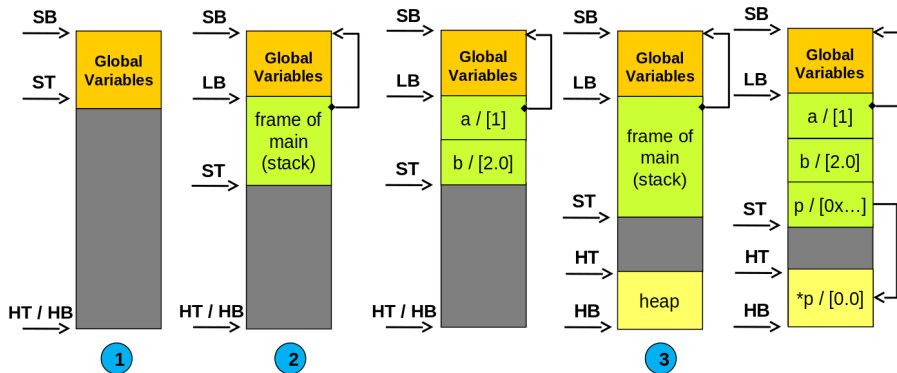 SB
Global
Variables
ST
HT / HB
1
SB
Global
Variables
LB
frame of
main
(stack)
ST
HT / HB
2
SB
Global
Variables
LB
a / [1]
b / [2.0]
ST
HT / HB
SB
Global
Variables
LB
frame of
main
(stack)
ST
HT
heap
HB
3
SB
Global
Variables
LB
a / [1]
b / [2.0]
p / [0x...]
ST
HT
*p / [0.0]
HB